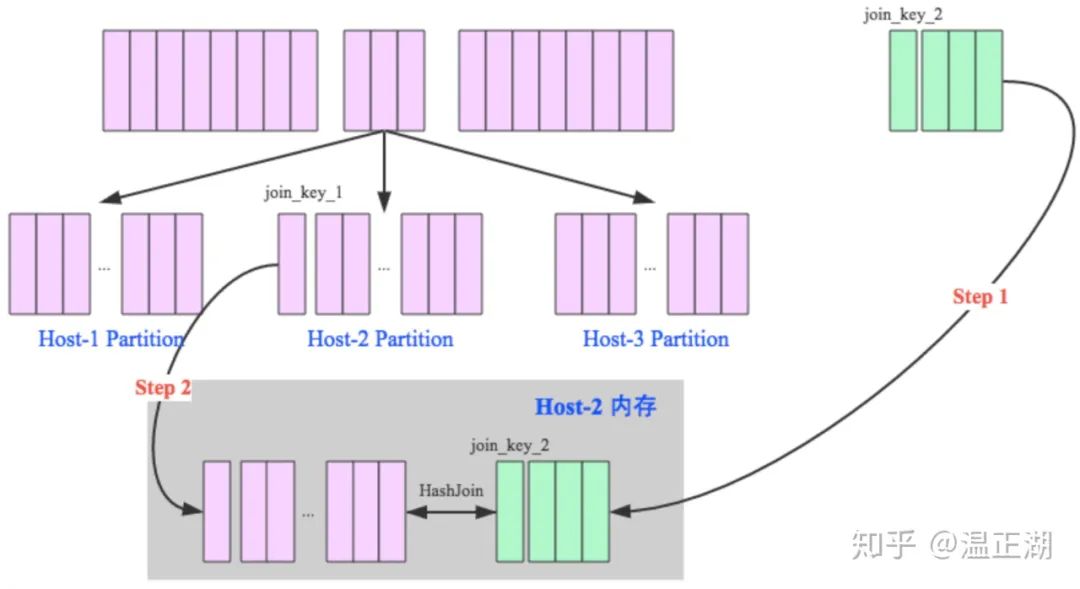 join_key_2
join_key_1
...
...
...
Step 1
Host-1 Partition
Host-2 Partition
Host-3 Partition
Step 2
Host-2 内存
join_key_2
HashJoin
...
知乎 @温正湖